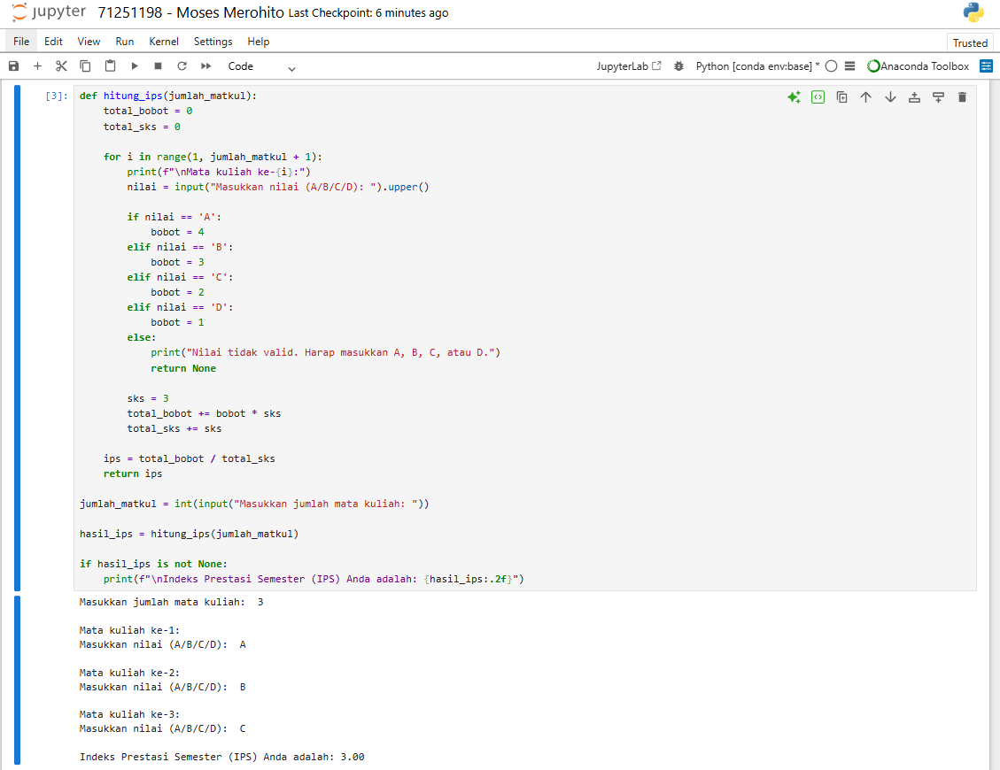 jupyter 71251198 - Moses Merohito Last Checkpoint: 6 minutes ago
File Edit View Run Kernel Settings Help
Trusted
Code
JupyterLab Python [conda env:base] * Anaconda Toolbox
[3]: def hitung_ips(jumlah_matkul):
    total_bobot = 0
    total_sks = 0
    for i in range(1, jumlah_matkul + 1):
        print(f"\nMata kuliah ke-{i}:")
        nilai = input("Masukkan nilai (A/B/C/D): ").upper()
        if nilai == 'A':
            bobot = 4
        elif nilai == 'B':
            bobot = 3
        elif nilai == 'C':
            bobot = 2
        elif nilai == 'D':
            bobot = 1
        else:
            print("Nilai tidak valid. Harap masukkan A, B, C, atau D.")
            return None
        sks = 3
        total_bobot += bobot * sks
        total_sks += sks
    ips = total_bobot / total_sks
    return ips
jumlah_matkul = int(input("Masukkan jumlah mata kuliah: "))
hasil_ips = hitung_ips(jumlah_matkul)
if hasil_ips is not None:
    print(f"\nIndeks Prestasi Semester (IPS) Anda adalah: {hasil_ips:.2f}")
Masukkan jumlah mata kuliah: 3
Mata kuliah ke-1:
Masukkan nilai (A/B/C/D): A
Mata kuliah ke-2:
Masukkan nilai (A/B/C/D): B
Mata kuliah ke-3:
Masukkan nilai (A/B/C/D): C
Indeks Prestasi Semester (IPS) Anda adalah: 3.00